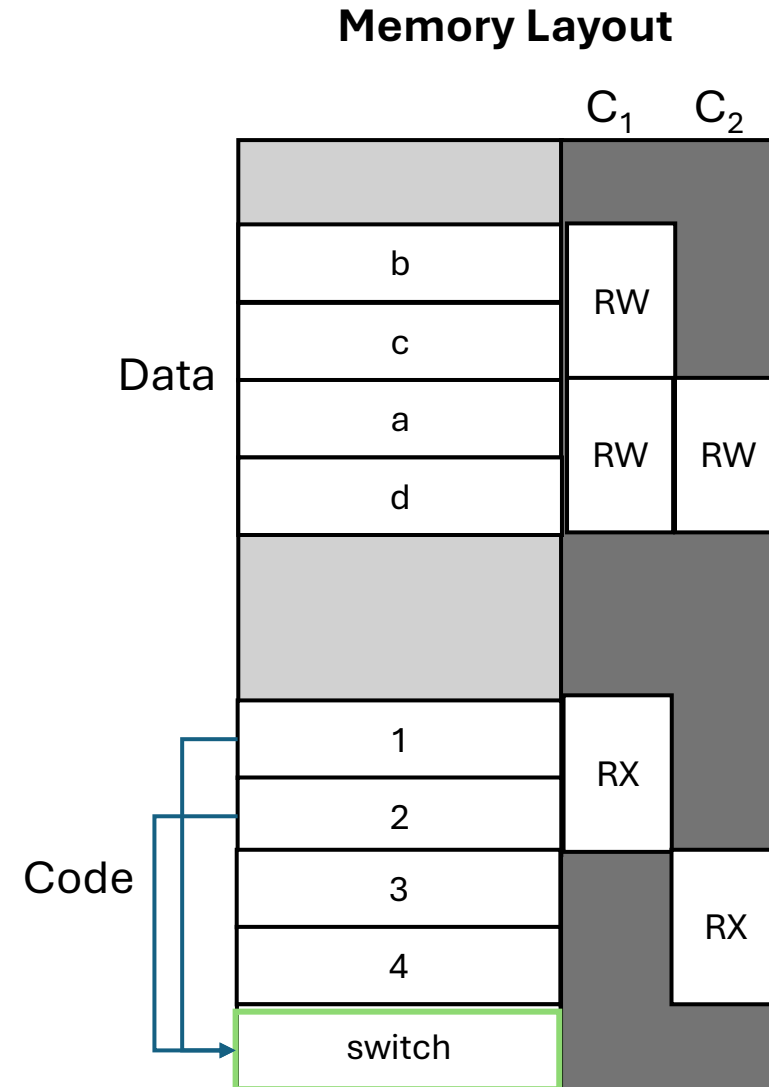 Memory Layout
C₁ C₂
b
RW
c
Data
a
RW RW
d
1
RX
2
Code
3
RX
4
switch